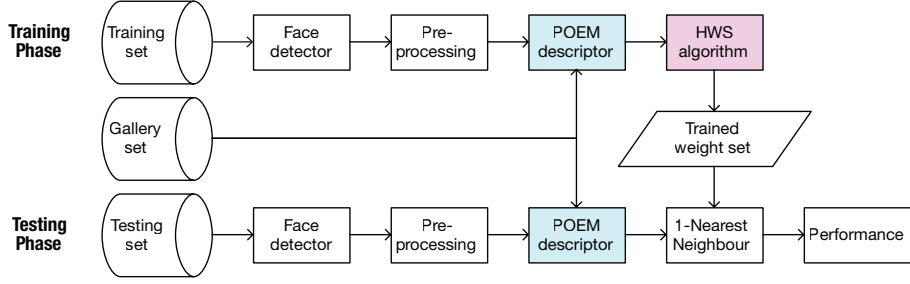 Training
Phase
Training
set
Face
detector
Pre-
processing
POEM
descriptor
HWS
algorithm
Gallery
set
Trained
weight set
Testing
Phase
Testing
set
Face
detector
Pre-
processing
POEM
descriptor
1-Nearest
Neighbour
Performance